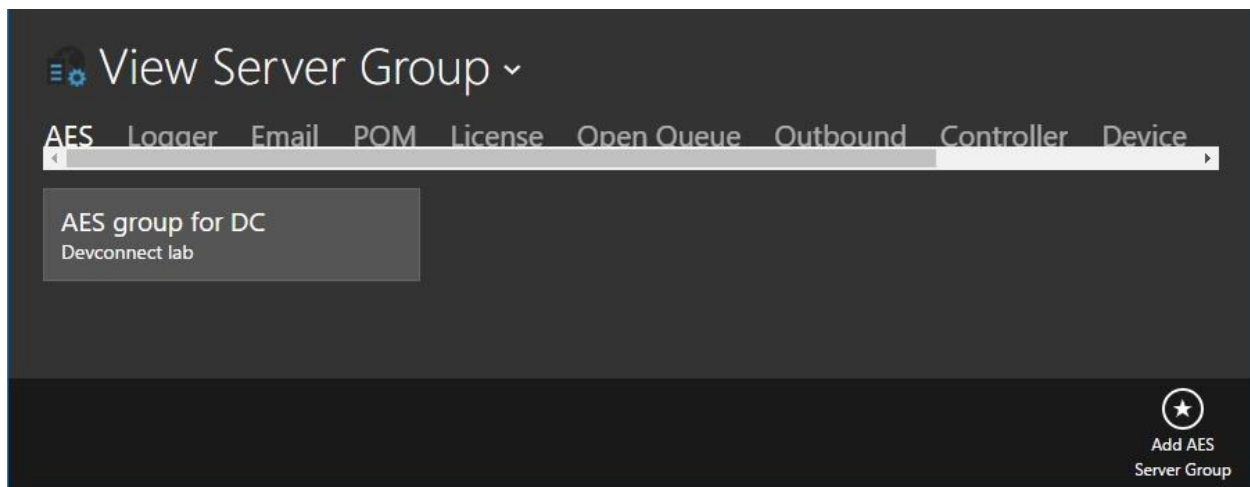 View Server Group
AES Logger Email POM License Open Queue Outbound Controller Device
AES group for DC
Devconnect lab
Add AES
Server Group